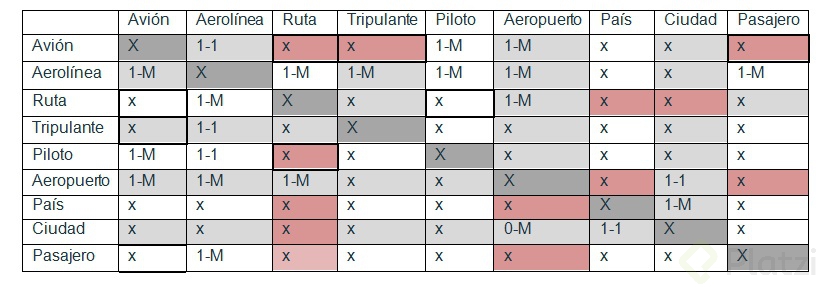 Avión Aerolínea Ruta Tripulante Piloto Aeropuerto País Ciudad Pasajero
Avión X 1-1 x x 1-M 1-M x x x
Aerolínea 1-M X 1-M 1-M 1-M 1-M x x 1-M
Ruta x 1-M X x x 1-M x x x
Tripulante x 1-1 x X x x x x x
Piloto 1-M 1-1 x x X x x x x
Aeropuerto 1-M 1-M 1-M x x X x 1-1 x
País x x x x x x X 1-M x
Ciudad x x x x x 0-M 1-1 X x
Pasajero x 1-M x x x x x x X
Platzi